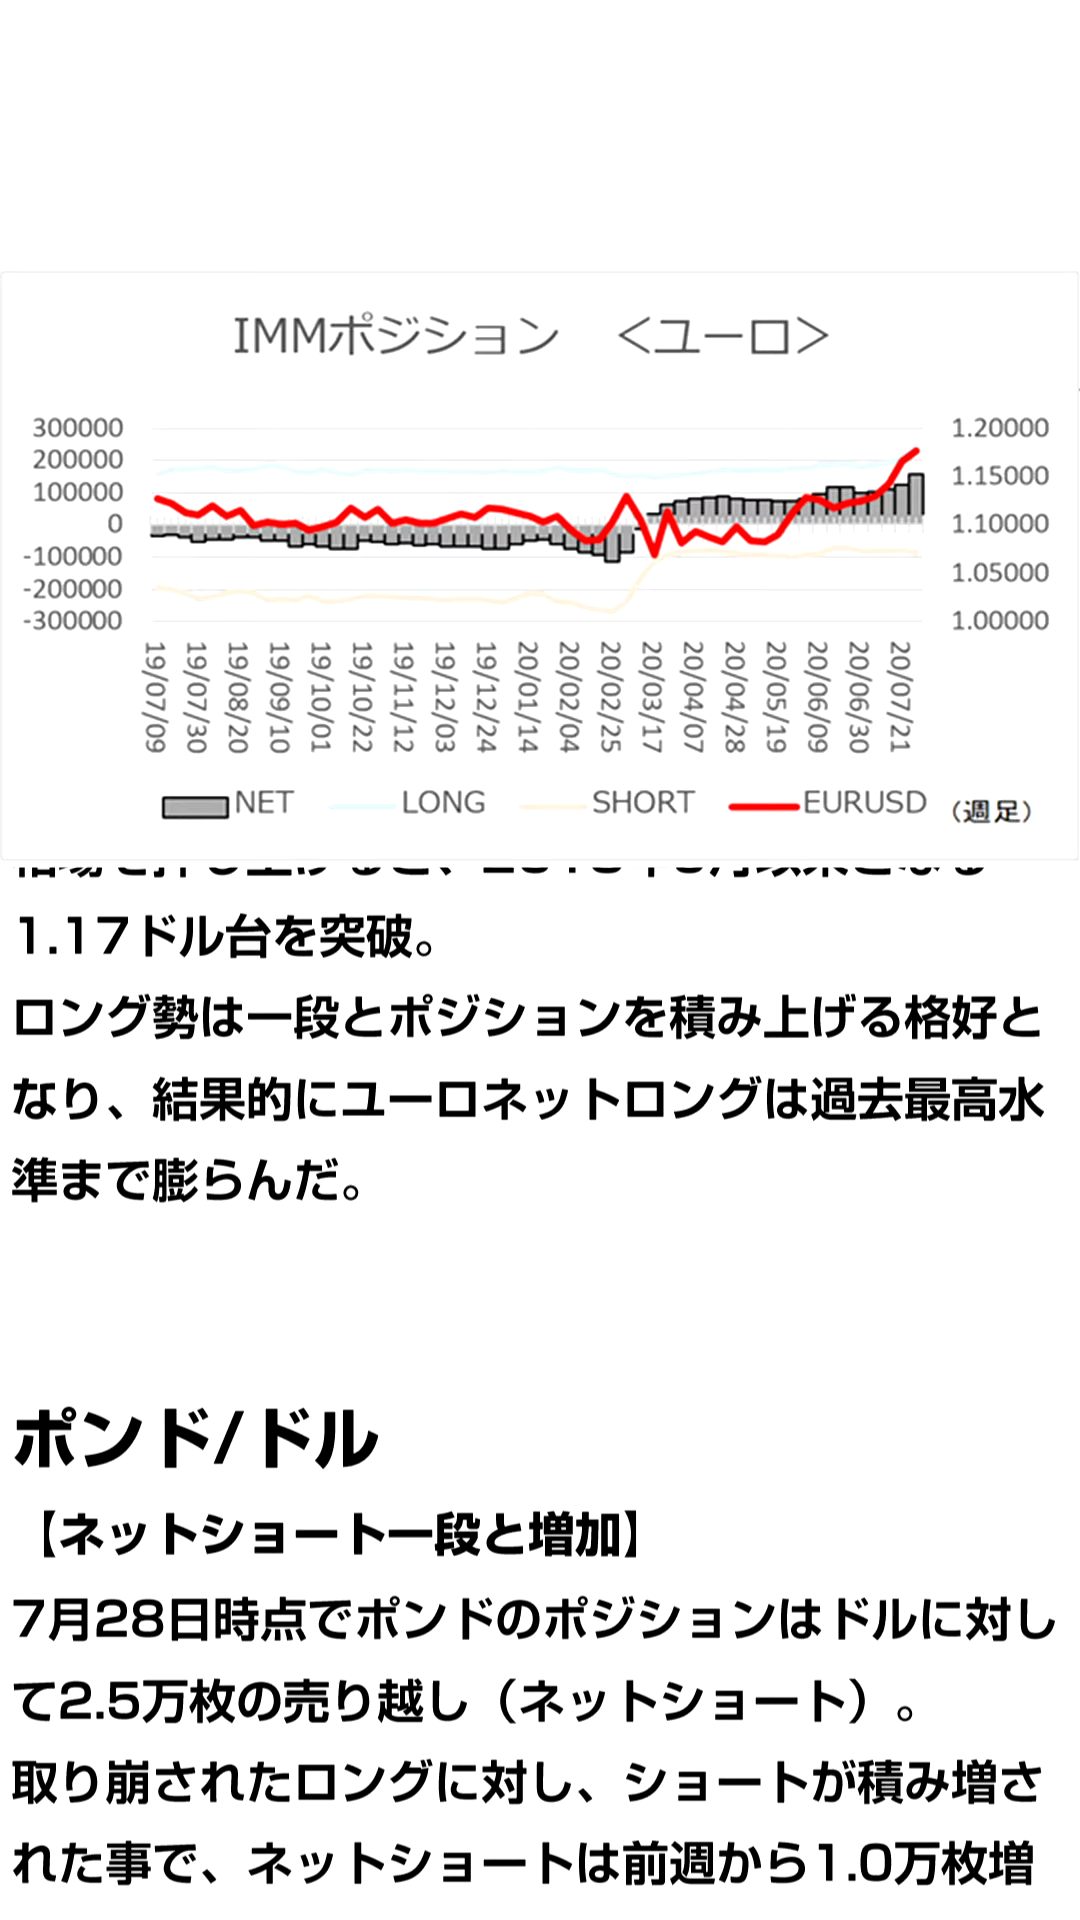 IMMポジション <ユーロ>
300000
200000
100000
0
-100000
-200000
-300000
1.20000
1.15000
1.10000
1.05000
1.00000
19/07/09
19/07/30
19/08/20
19/09/10
19/10/01
19/10/22
19/11/12
19/12/03
19/12/24
20/01/14
20/02/04
20/02/25
20/03/17
20/04/07
20/04/28
20/05/19
20/06/09
20/06/30
20/07/21
NET LONG SHORT EURUSD (週足)
1.17ドル台を突破。
ロング勢は一段とポジションを積み上げる格好と
なり、結果的にユーロネットロングは過去最高水
準まで膨らんだ。
ポンド/ドル
【ネットショート一段と増加】
7月28日時点でポンドのポジションはドルに対し
て2.5万枚の売り越し（ネットショート）。
取り崩されたロングに対し、ショートが積み増さ
れた事で、ネットショートは前週から1.0万枚増